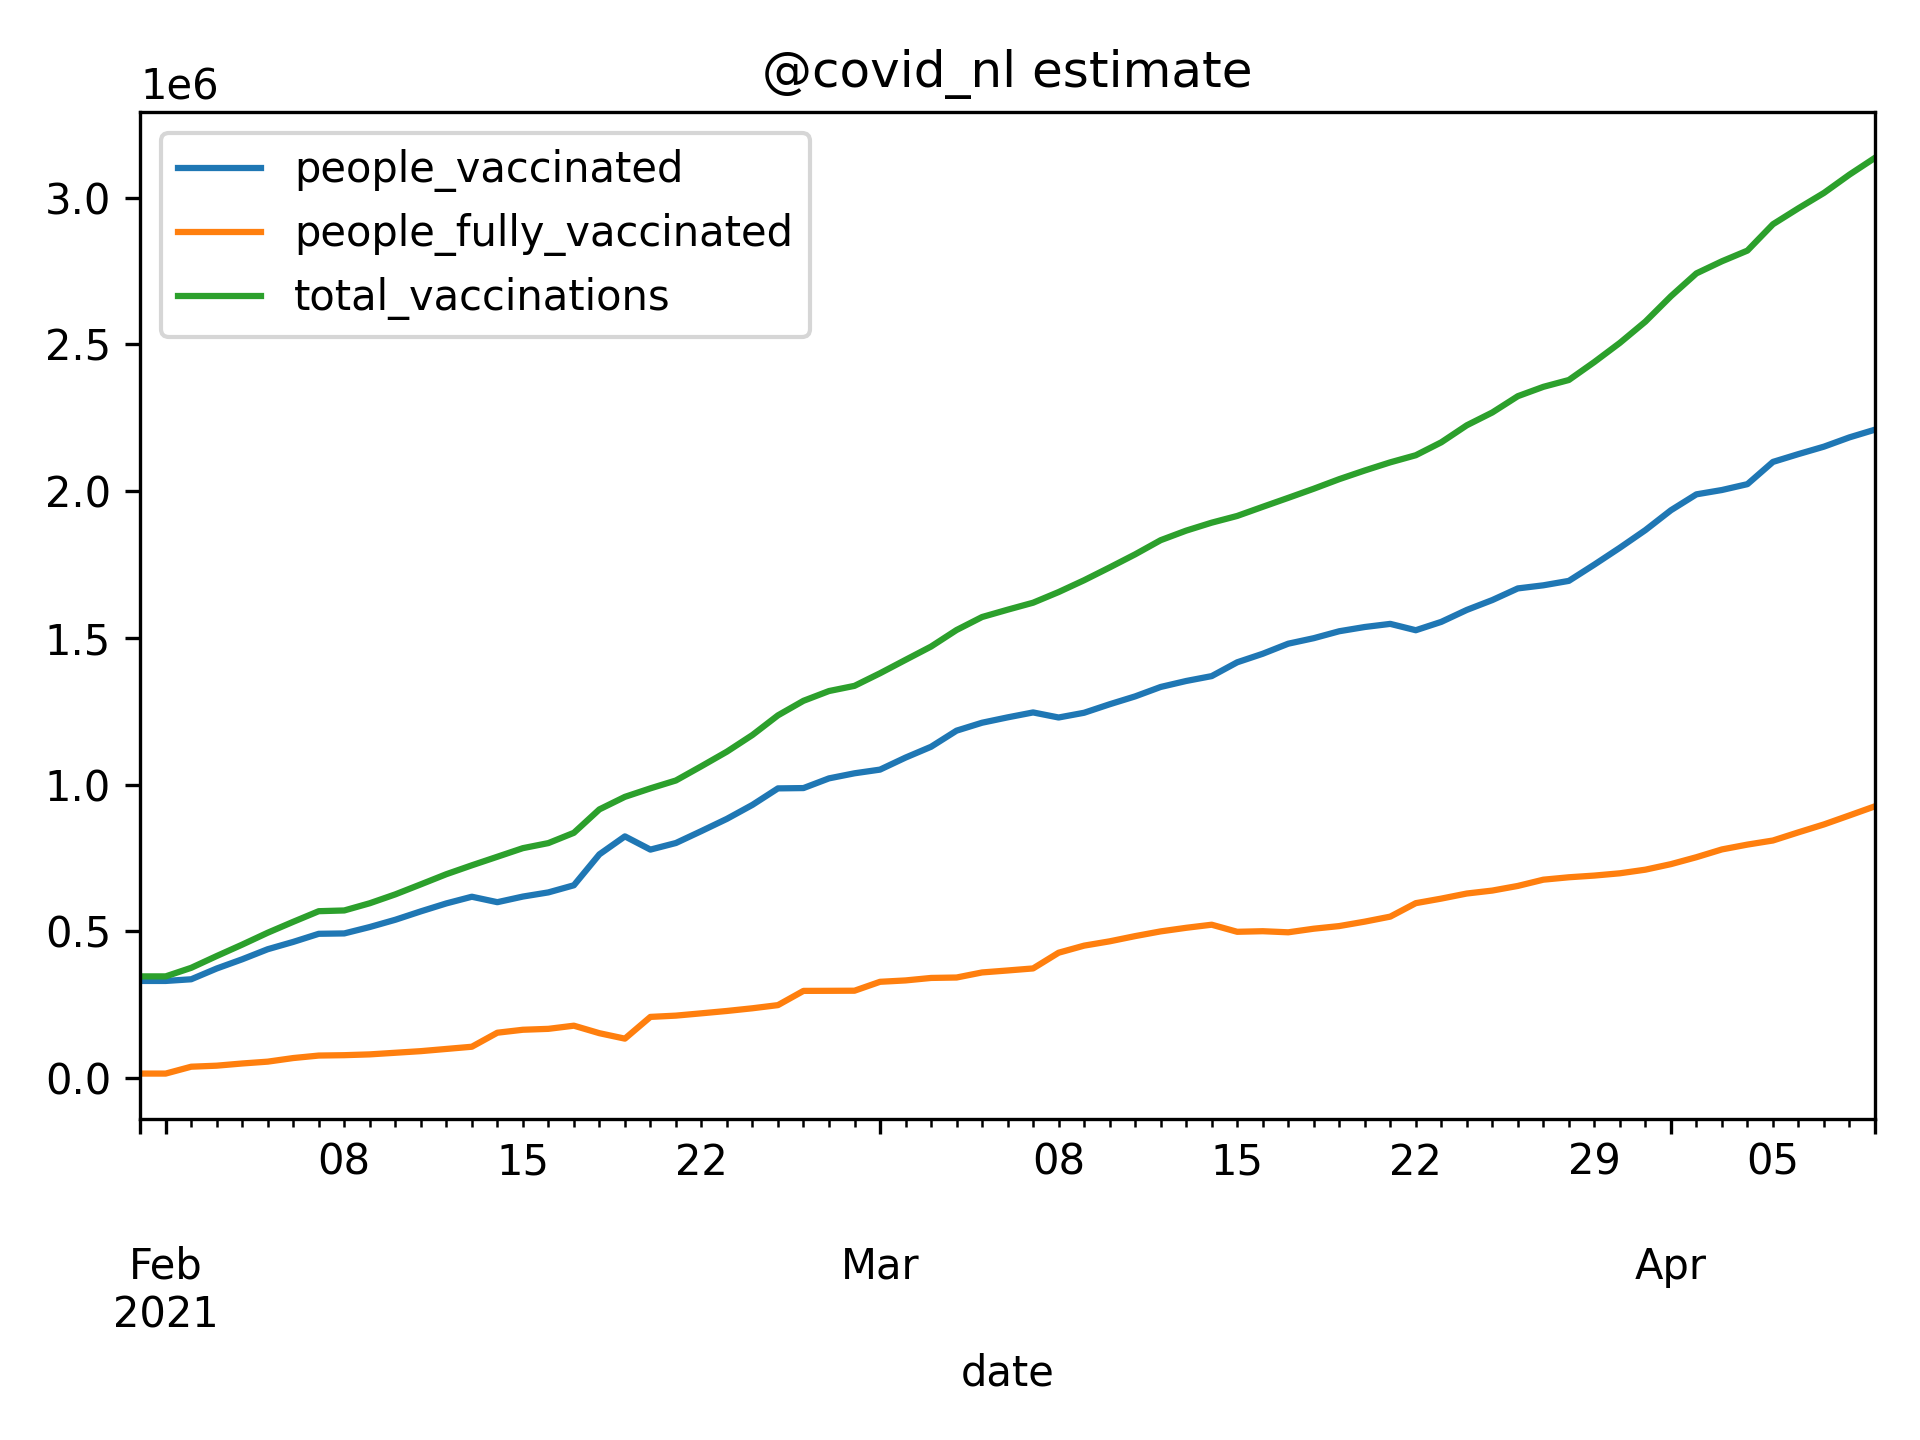 @covid_nl estimate
1e6
people_vaccinated
people_fully_vaccinated
total_vaccinations
3.0
2.5
2.0
1.5
1.0
0.5
0.0
08 15 22 08 15 22 29 05
Feb Mar Apr
2021
date